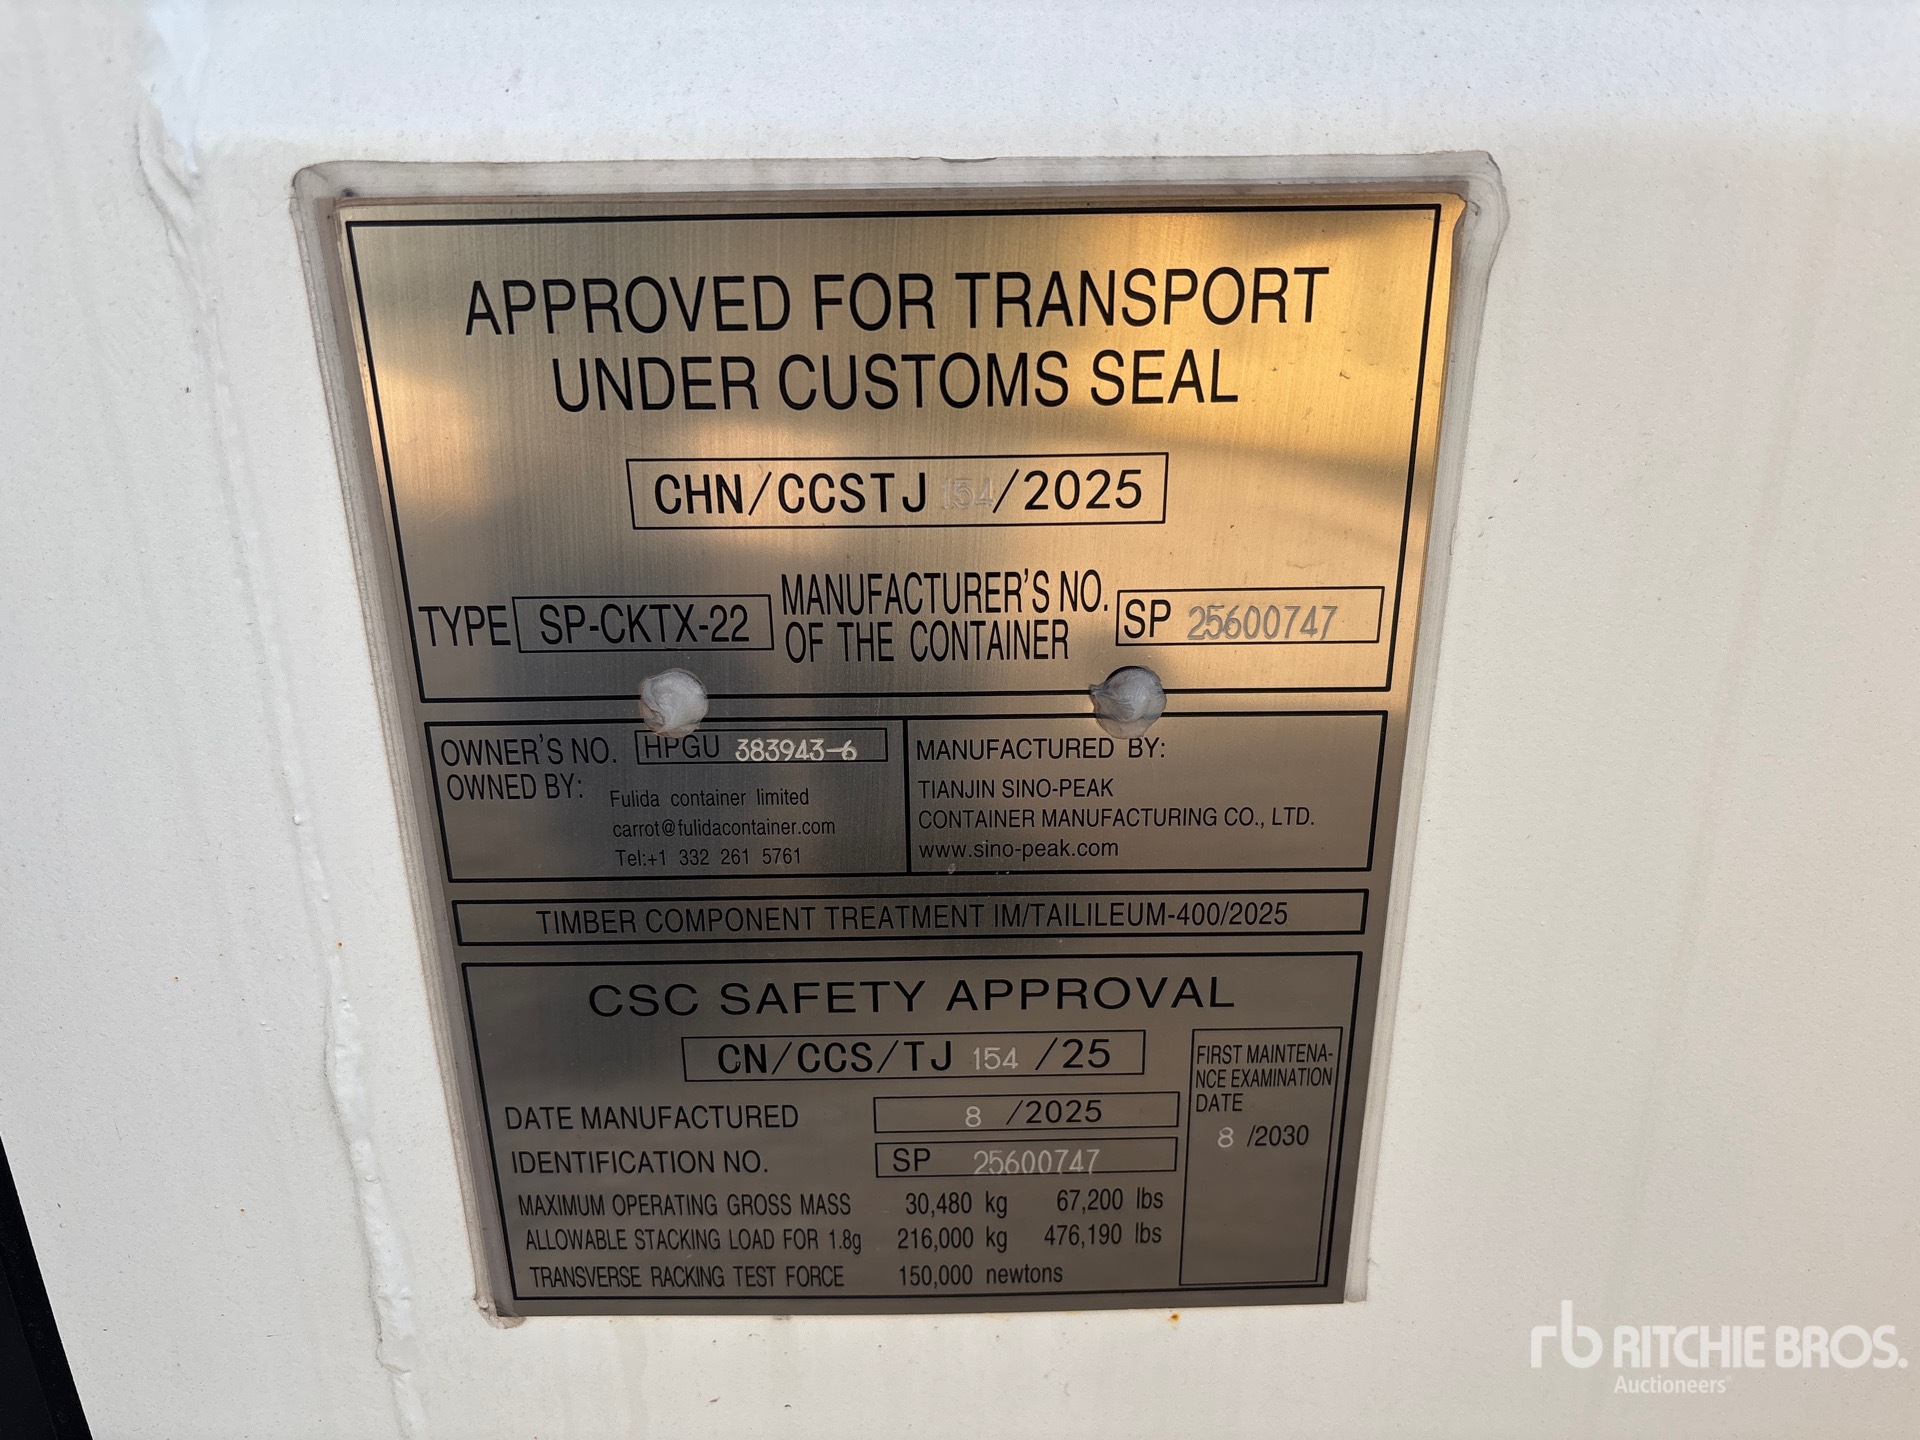 APPROVED FOR TRANSPORT
UNDER CUSTOMS SEAL
CHN/CCSTJ 154/2025
TYPE SP-CKTX-22 MANUFACTURER'S NO. OF THE CONTAINER SP 25600747
OWNER'S NO. HPGU 383943-6
OWNED BY: Fulida container limited
carrot@fulidacontainer.com
Tel:+1 332 261 5761
MANUFACTURED BY:
TIANJIN SINO-PEAK
CONTAINER MANUFACTURING CO., LTD.
www.sino-peak.com
TIMBER COMPONENT TREATMENT IM/TAILILEUM-400/2025
CSC SAFETY APPROVAL
CN/CCS/TJ 154 /25
DATE MANUFACTURED 8 /2025
IDENTIFICATION NO. SP 25600747
MAXIMUM OPERATING GROSS MASS 30,480 kg 67,200 lbs
ALLOWABLE STACKING LOAD FOR 1.8g 216,000 kg 476,190 lbs
TRANSVERSE RACKING TEST FORCE 150,000 newtons
FIRST MAINTENA-
NCE EXAMINATION
DATE
8 /2030
rb RITCHIE BROS.
Auctioneers